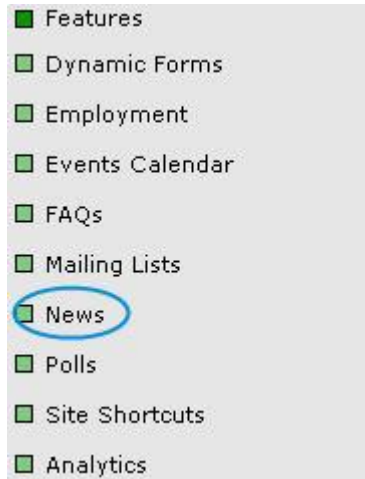 Features
Dynamic Forms
Employment
Events Calendar
FAQs
Mailing Lists
News
Polls
Site Shortcuts
Analytics